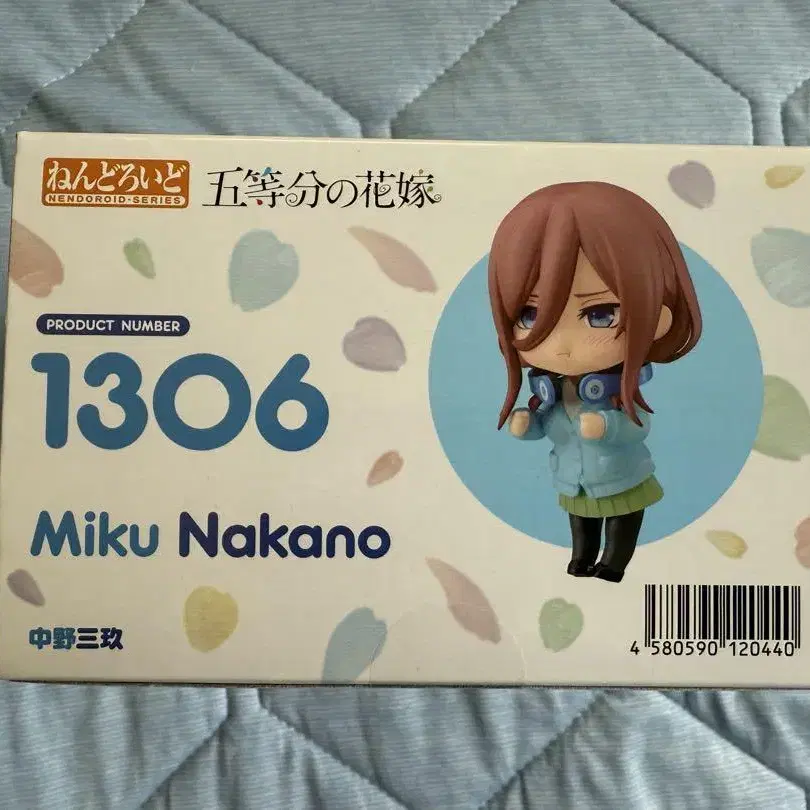 ねんどろいど
NENDOROID·SERIES
五等分の花嫁
PRODUCT NUMBER
1306
Miku Nakano
中野三玖
4 580590 120440